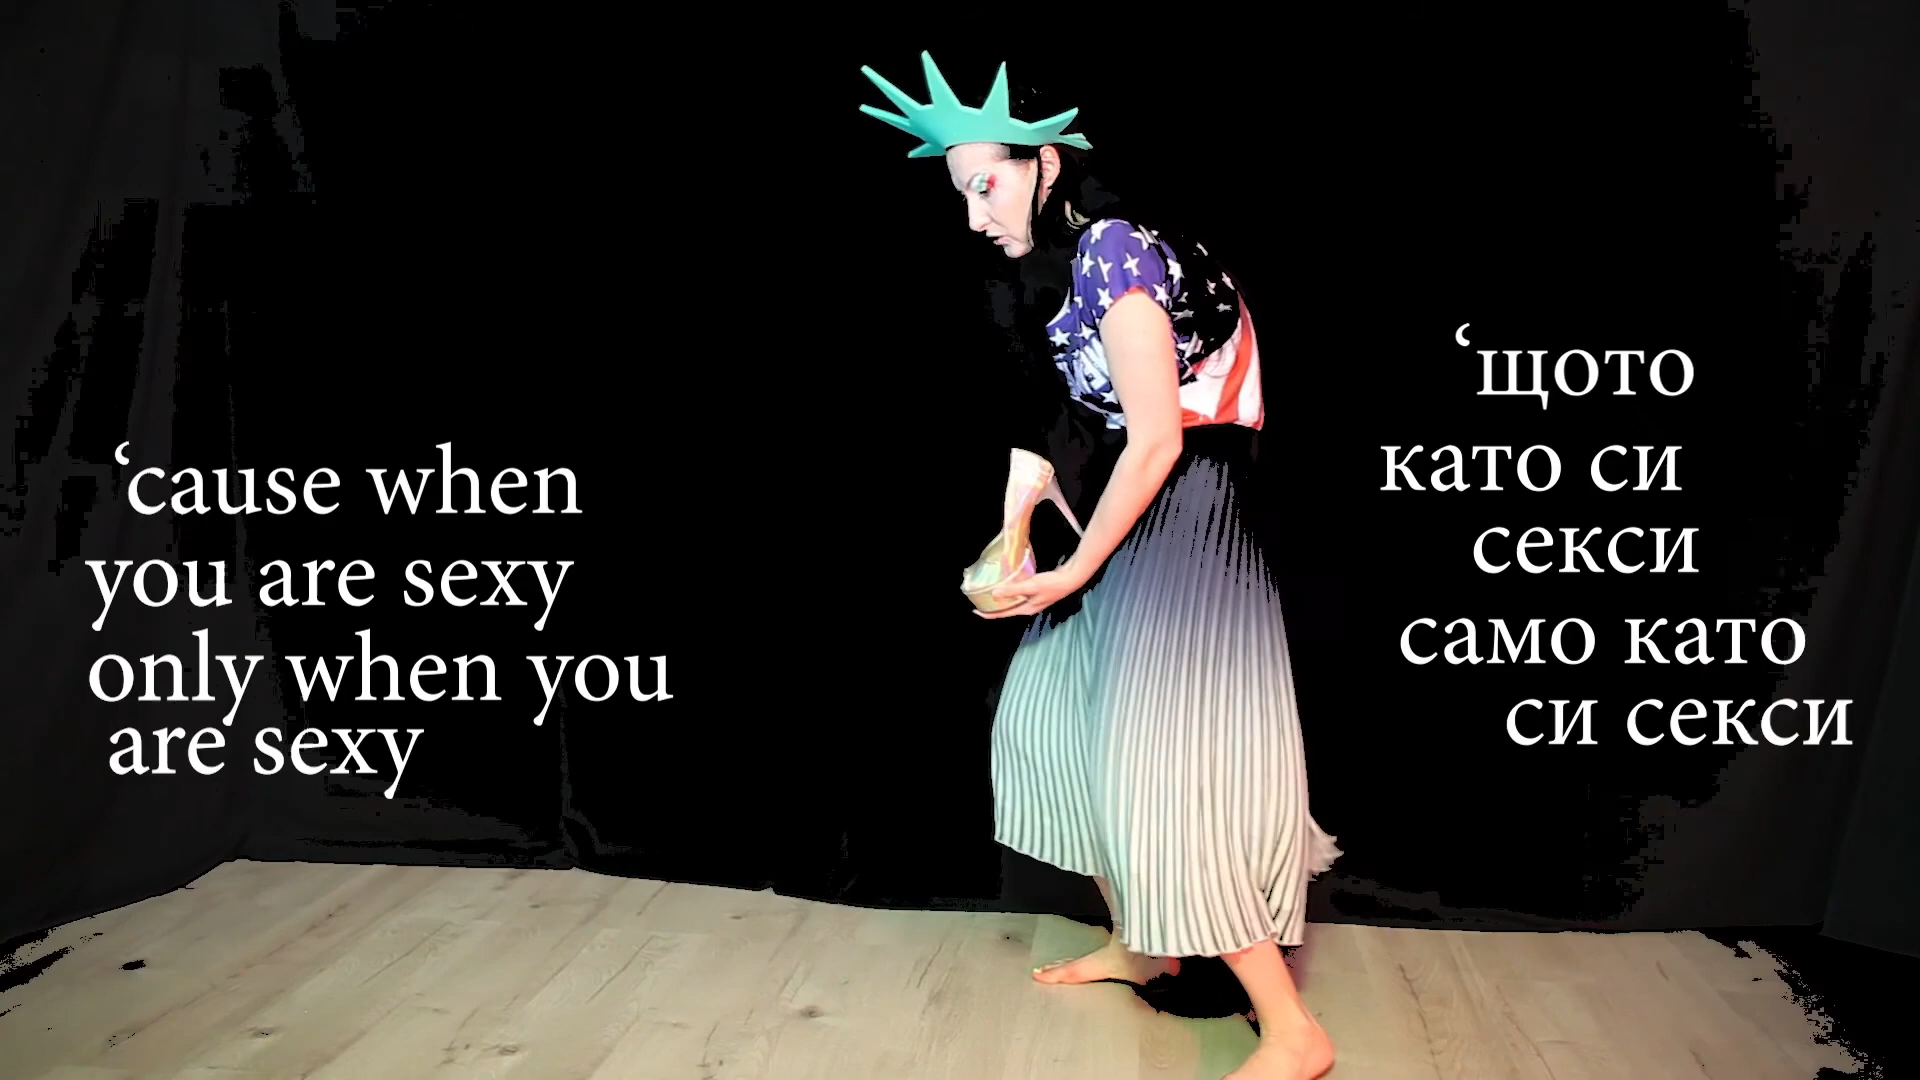 ‘cause when
you are sexy
only when you
are sexy
‘щото
като си
секси
само като
си секси